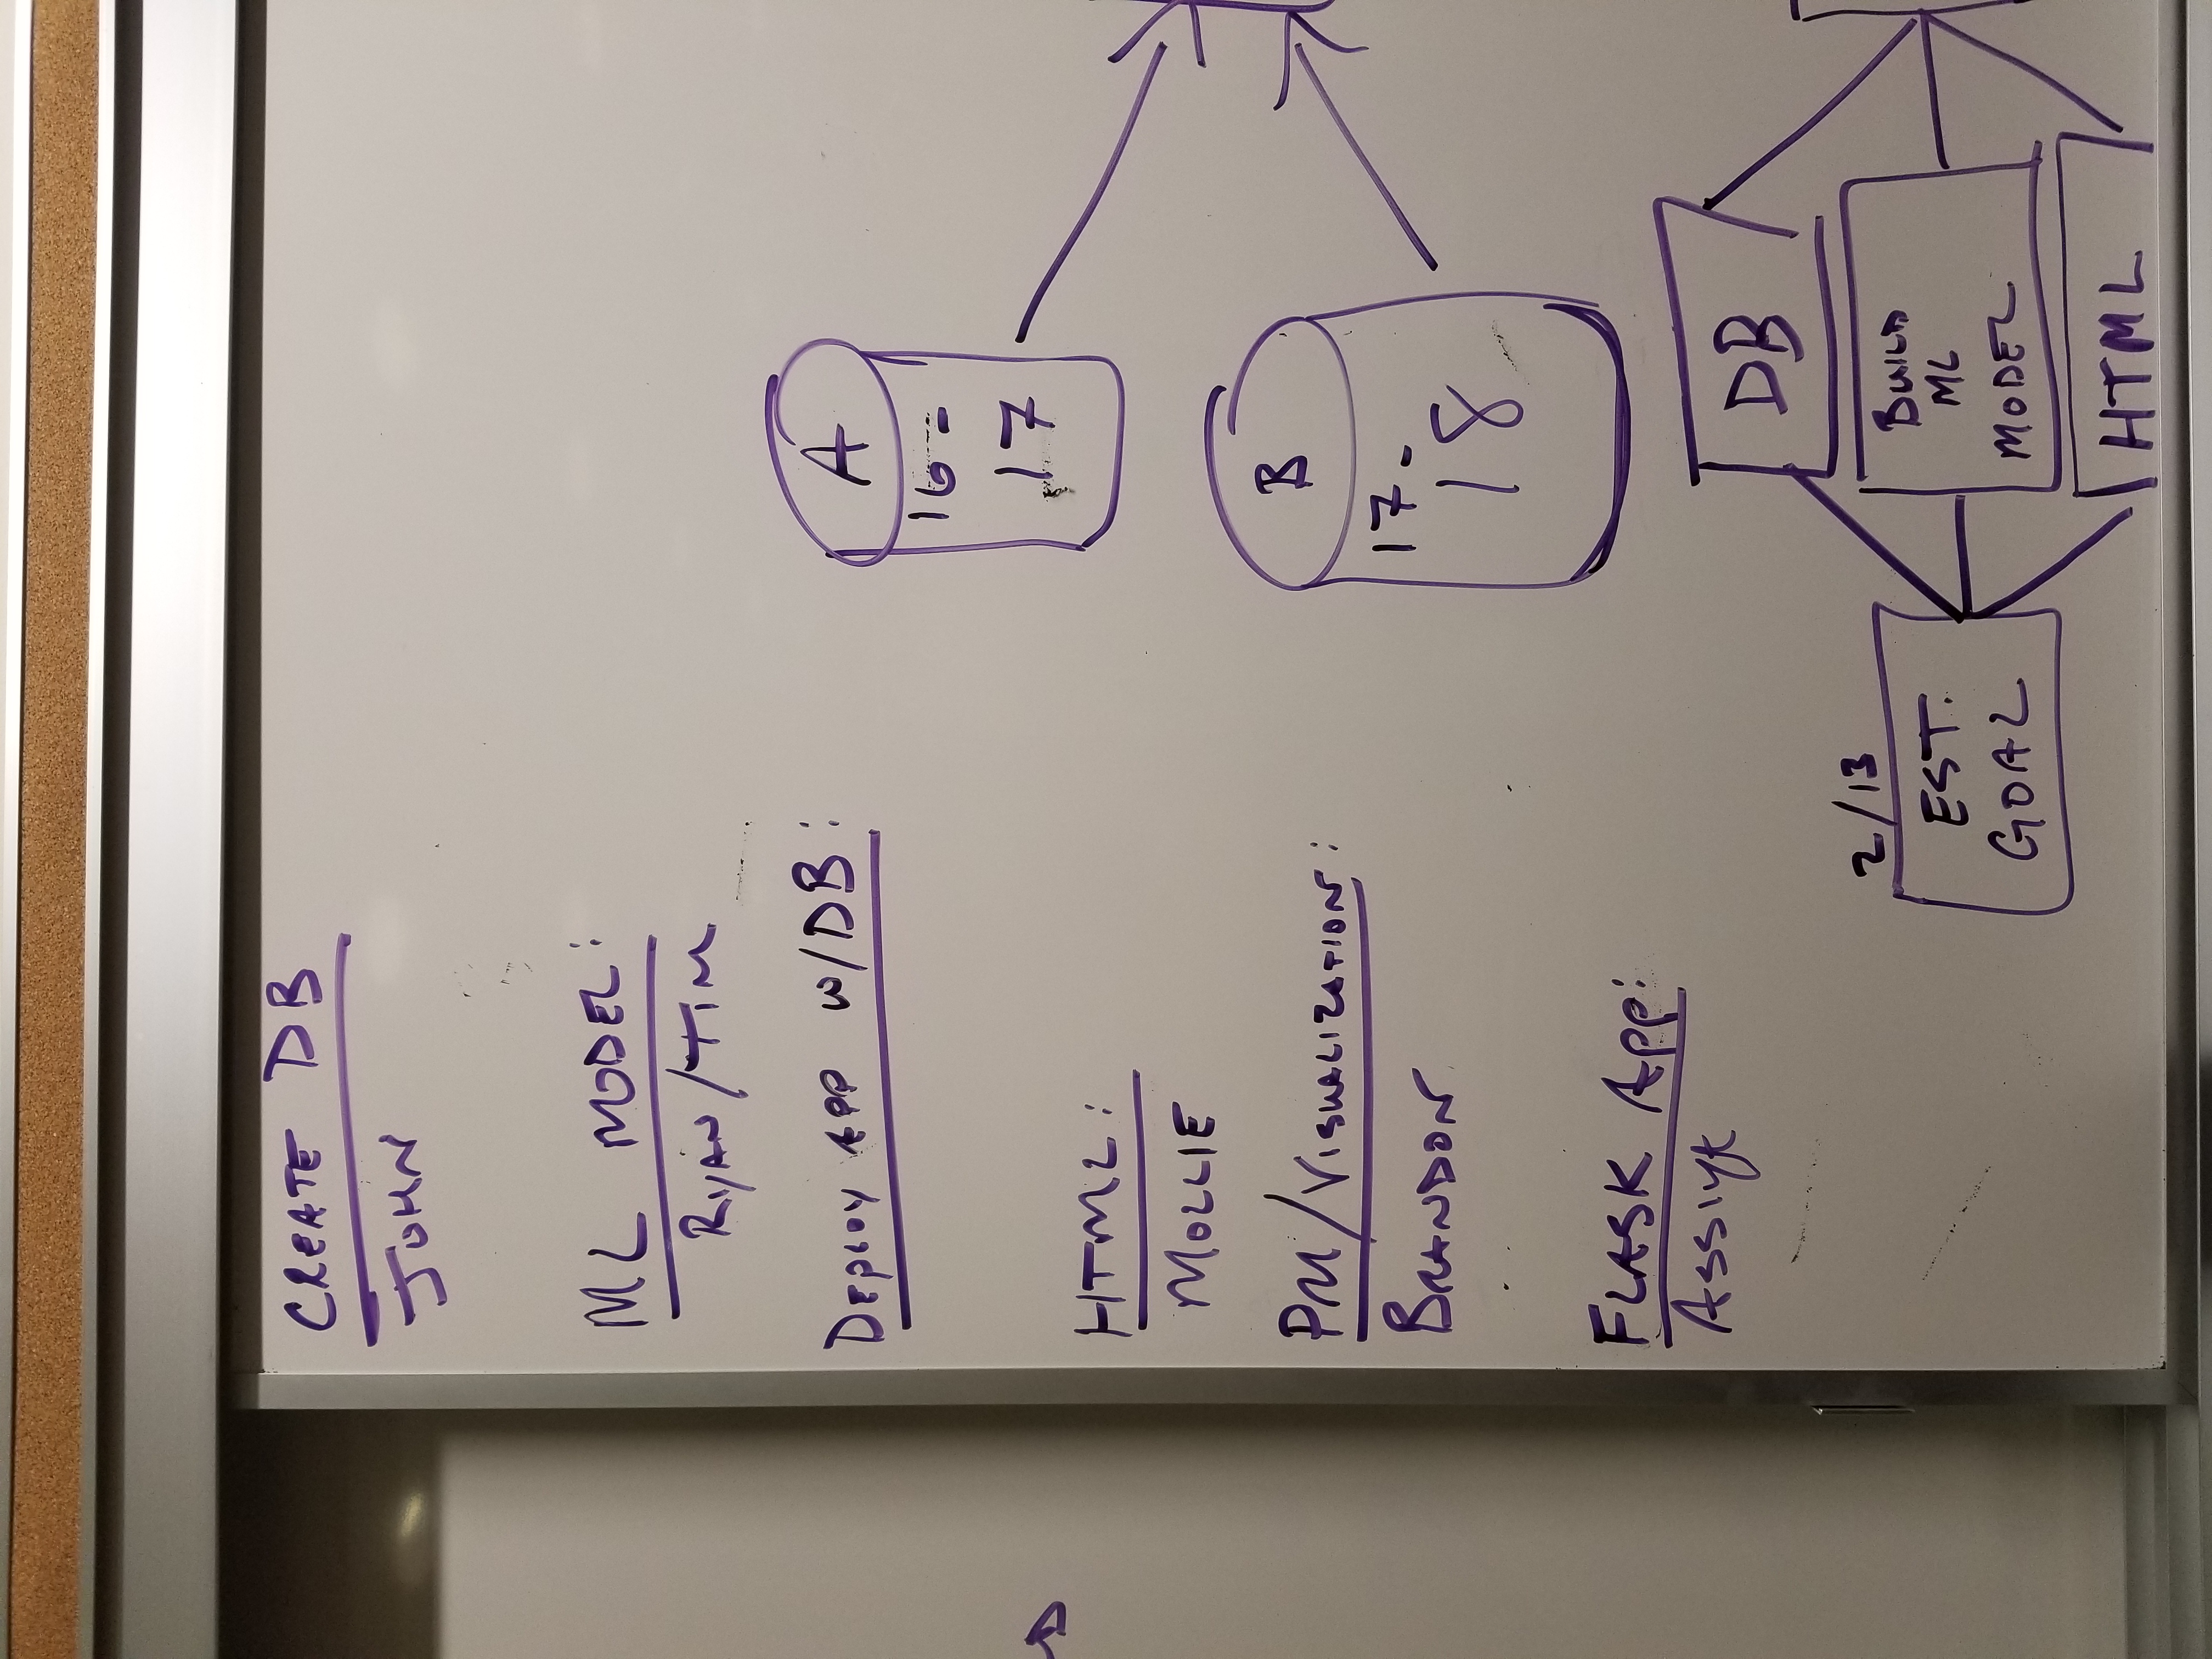 CREATE DB
JOHN
ML MODEL:
RYAN/TIM
DEPLOY APP W/DB:
HTML:
MOLLIE
PM/VISUALIZATION:
BRANDON
FLASK APP:
A
16-
17
B
17-
18
DB
2/13
EST.
GOAL
BUILD
ML
MODEL
HTML
D